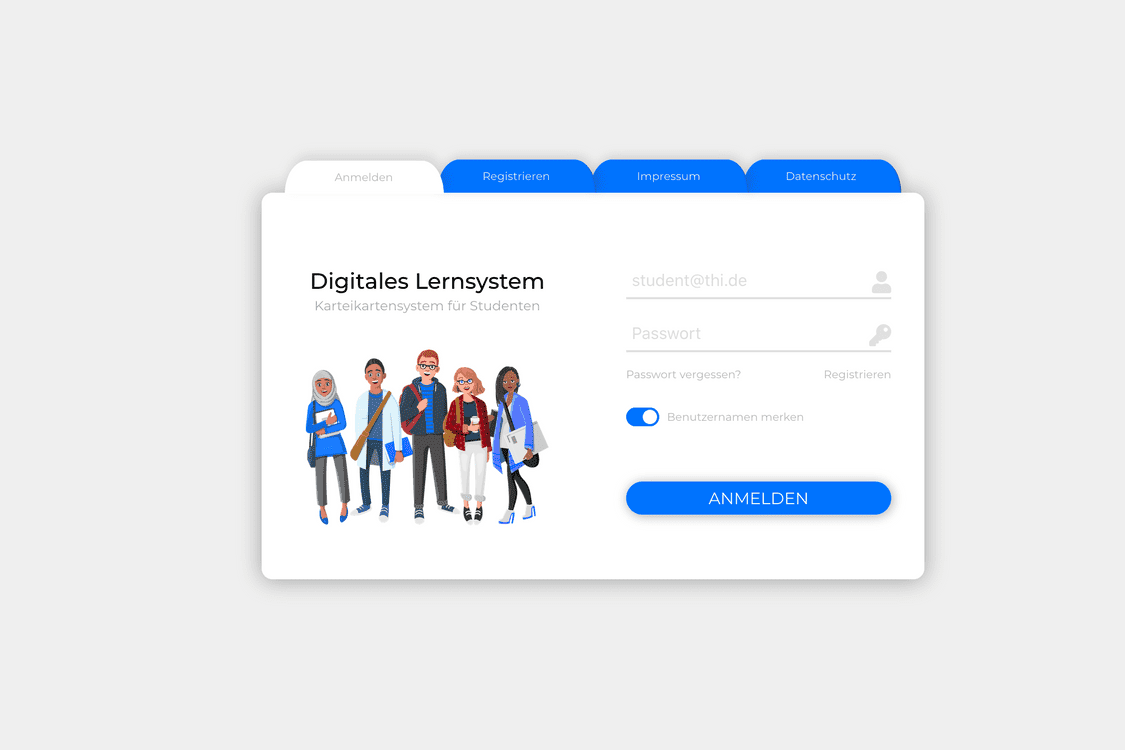 Anmelden
Registrieren
Impressum
Datenschutz
Digitales Lernsystem
Karteikartensystem für Studenten
student@thi.de
Passwort
Passwort vergessen?
Registrieren
Benutzernamen merken
ANMELDEN